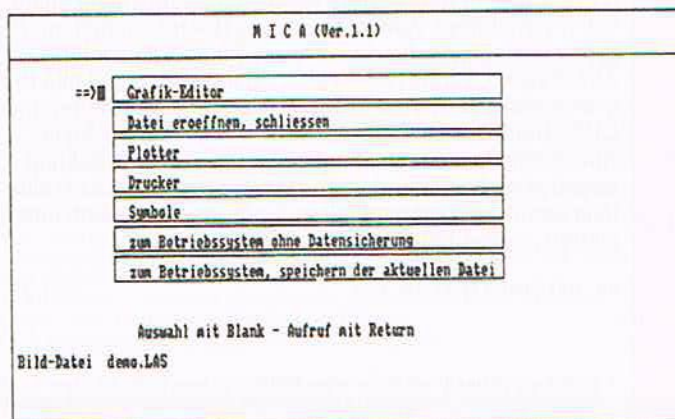 M I C A (Ver.1.1)
==> Grafik-Editor
Datei eroeffnen, schliessen
Plotter
Drucker
Symbole
zum Betriebssystem ohne Datensicherung
zum Betriebssystem, speichern der aktuellen Datei
Auswahl mit Blank - Aufruf mit Return
Bild-Datei demo.LAS